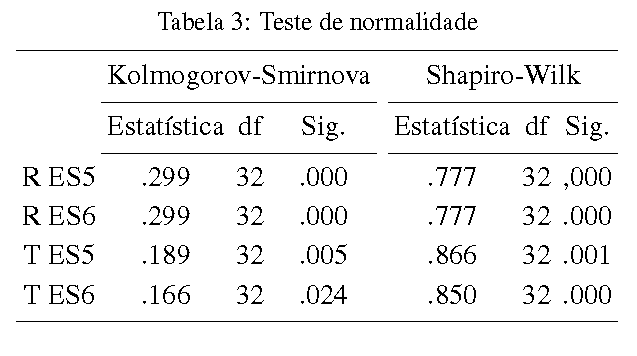 Tabela 3: Teste de normalidade
Kolmogorov-Smirnova Shapiro-Wilk
Estatística df Sig. Estatística df Sig.
R ES5 .299 32 .000 .777 32 ,000
R ES6 .299 32 .000 .777 32 .000
T ES5 .189 32 .005 .866 32 .001
T ES6 .166 32 .024 .850 32 .000